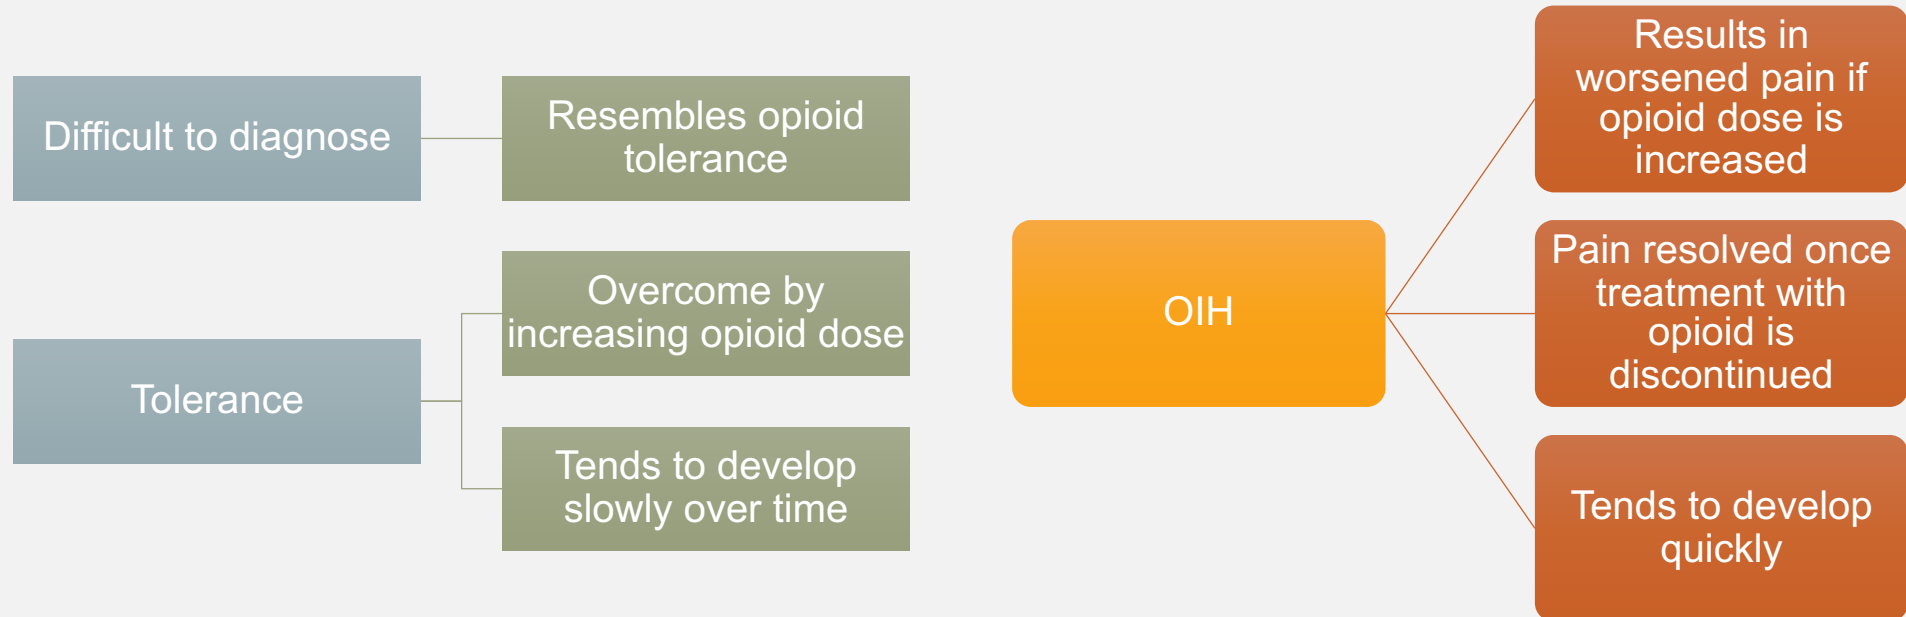 Difficult to diagnose
Resembles opioid
tolerance
Tolerance
Overcome by
increasing opioid dose
Tends to develop
slowly over time
OIH
Results in
worsened pain if
opioid dose is
increased
Pain resolved once
treatment with
opioid is
discontinued
Tends to develop
quickly